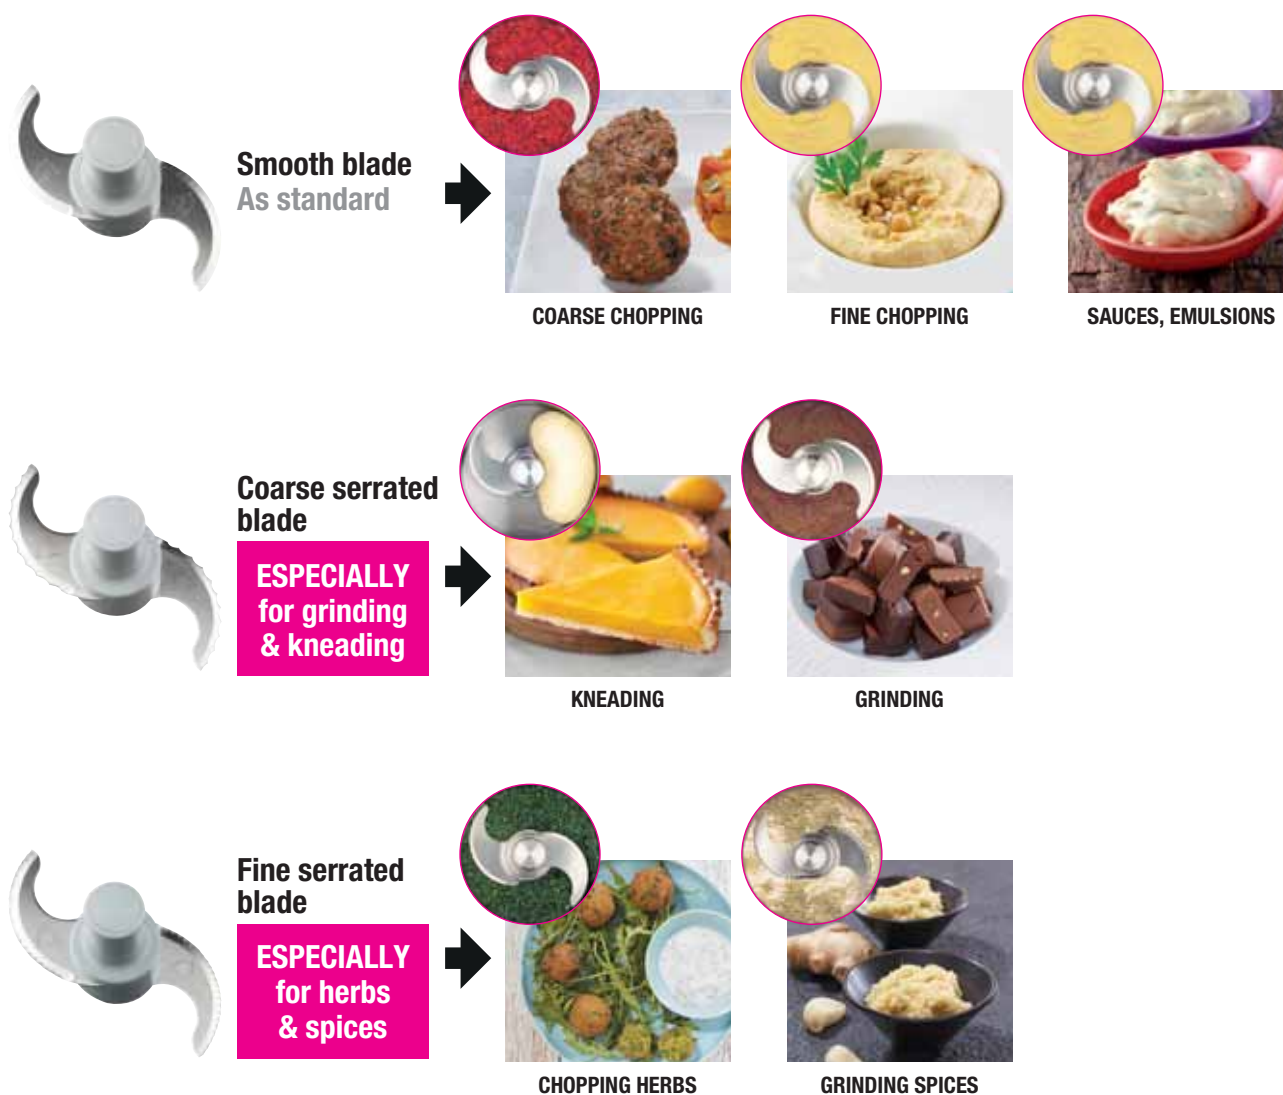 Smooth blade
As standard
COARSE CHOPPING
FINE CHOPPING
SAUCES, EMULSIONS
Coarse serrated
blade
ESPECIALLY
for grinding
& kneading
KNEADING
GRINDING
Fine serrated
blade
ESPECIALLY
for herbs
& spices
CHOPPING HERBS
GRINDING SPICES